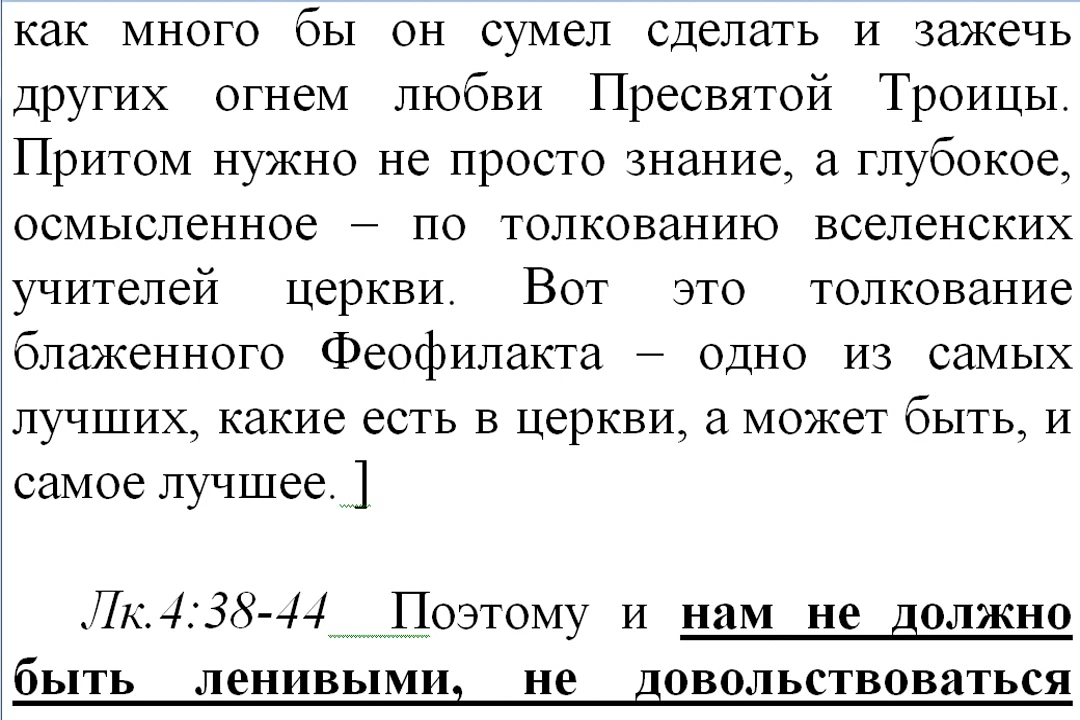 как много бы он сумел сделать и зажечь
других огнем любви Пресвятой Троицы.
Притом нужно не просто знание, а глубокое,
осмысленное – по толкованию вселенских
учителей церкви. Вот это толкование
блаженного Феофилакта – одно из самых
лучших, какие есть в церкви, а может быть, и
самое лучшее. ]
Лк.4:38-44 Поэтому и нам не должно
быть ленивыми, не довольствоваться